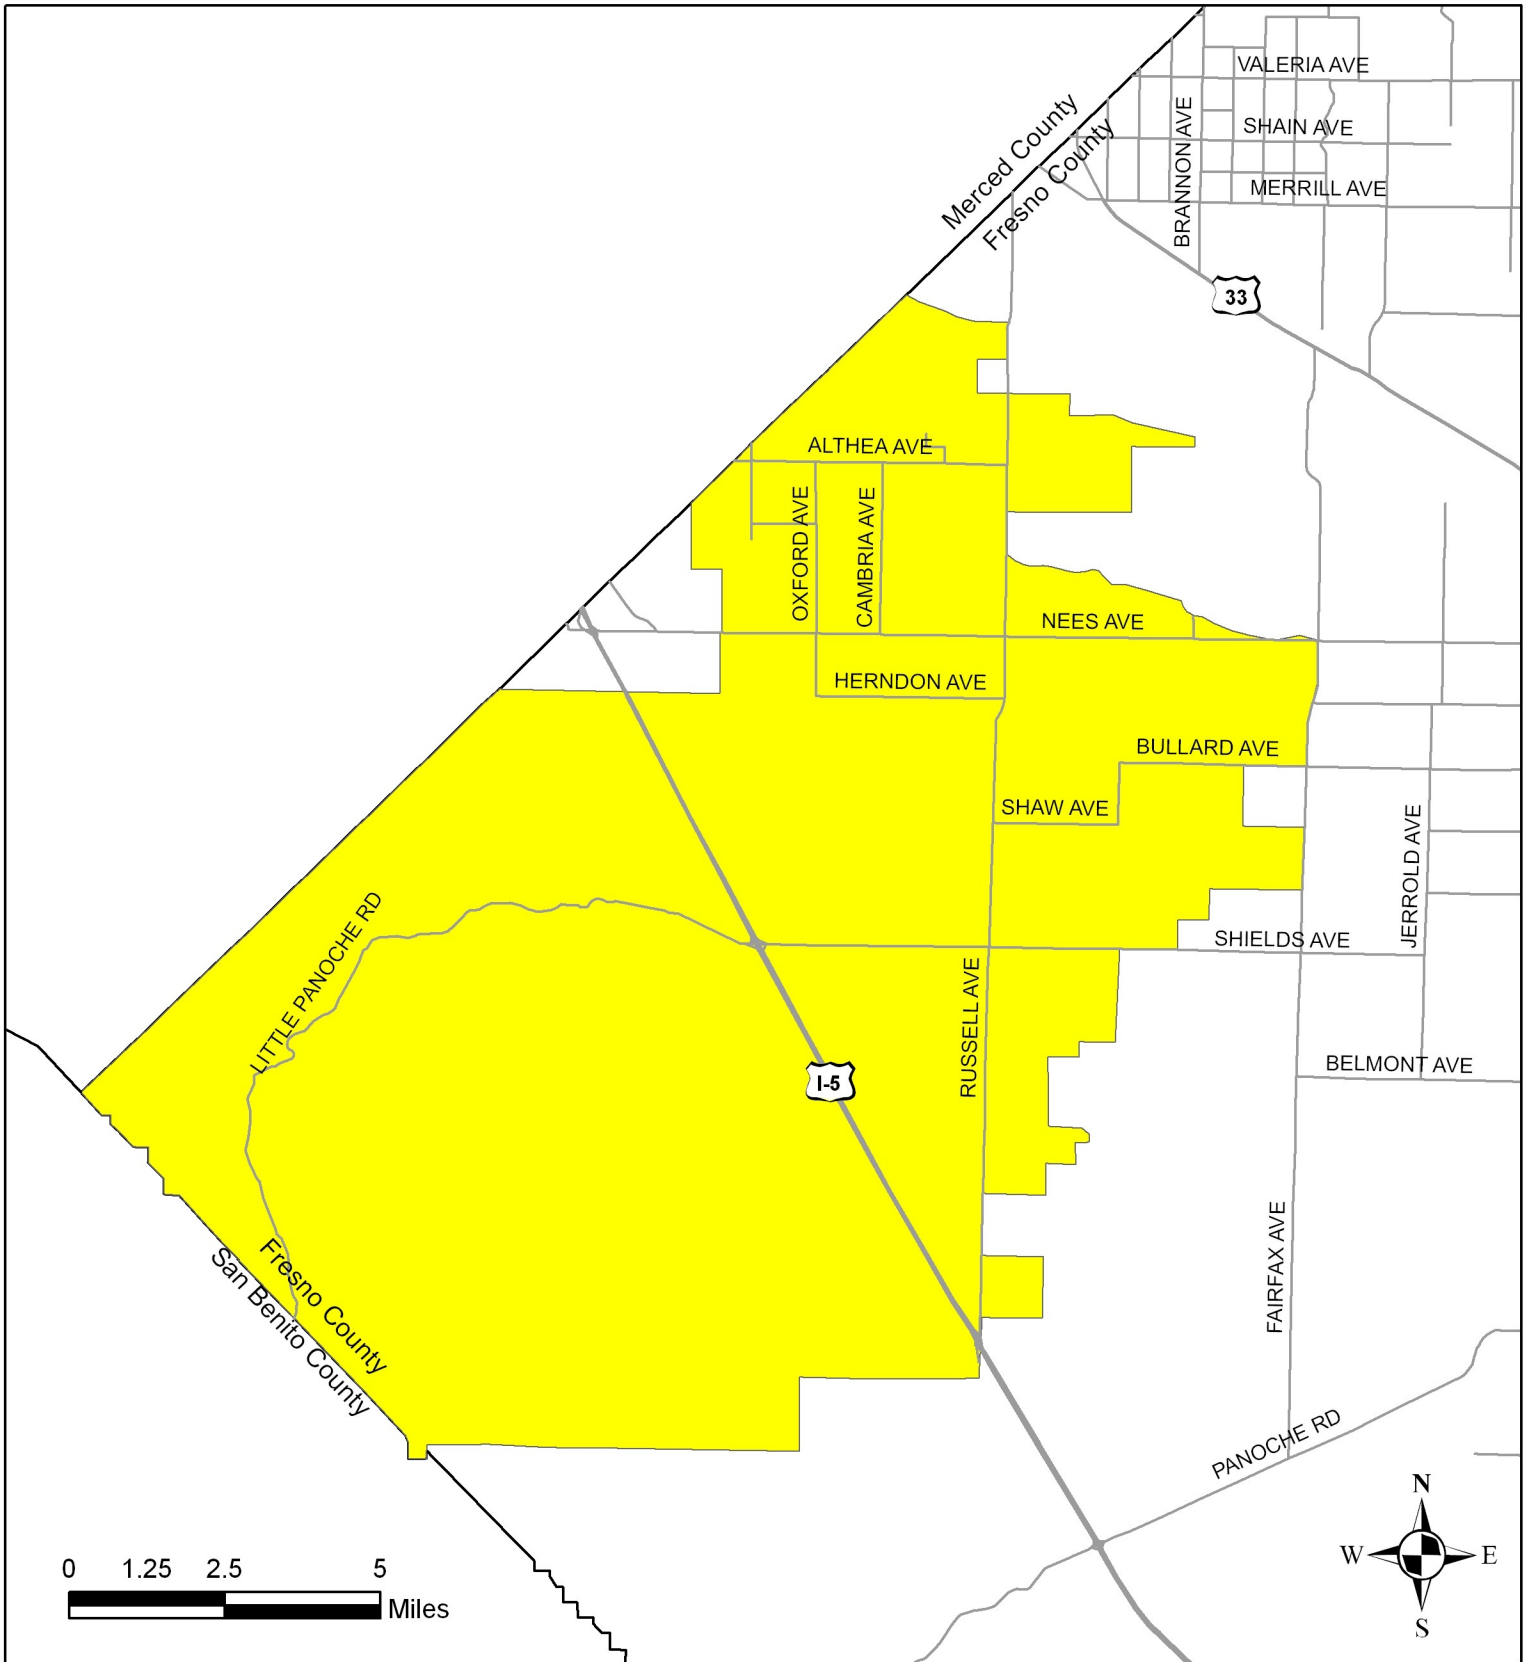 VALERIA AVE
SHAIN AVE
MERRILL AVE
BRANNON AVE
Merced County
Fresno County
33
ALTHEA AVE
OXFORD AVE
CAMBRIA AVE
NEES AVE
HERNDON AVE
BULLARD AVE
SHAW AVE
JERROLD AVE
SHIELDS AVE
LITTLE PANOCHE RD
RUSSELL AVE
I-5
BELMONT AVE
FAIRFAX AVE
Fresno County
San Benito County
PANOCHE RD
N
W E
S
0 1.25 2.5 5
Miles